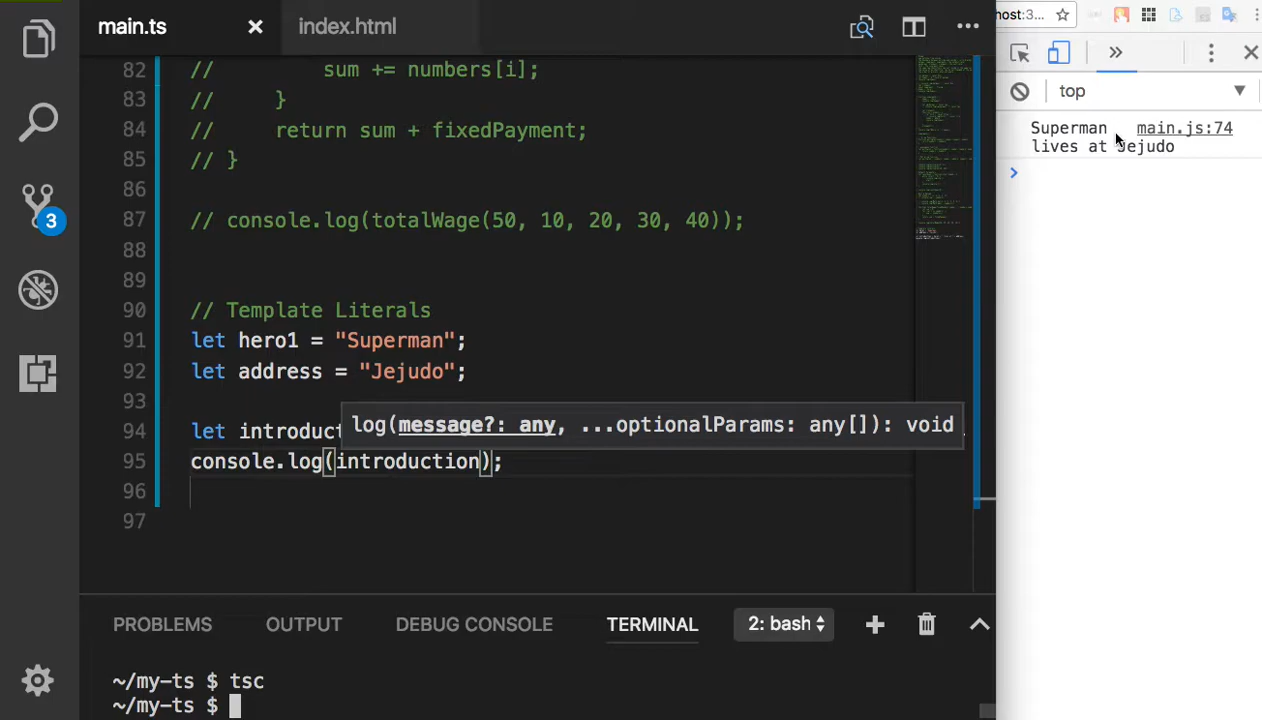 main.ts
index.html
82 // sum += numbers[i];
83 // }
84 // return sum + fixedPayment;
85 // }
86
87 // console.log(totalWage(50, 10, 20, 30, 40));
88
89
90 // Template Literals
91 let hero1 = "Superman";
92 let address = "Jejudo";
93
log(message?: any, ...optionalParams: any[]): void
94 let introduct
95 console.log(introduction);
96
97
3
PROBLEMS
OUTPUT
DEBUG CONSOLE
TERMINAL
2: bash
~/my-ts $ tsc
~/my-ts $
ost:3...
top
Superman main.js:74
lives at Jejudo